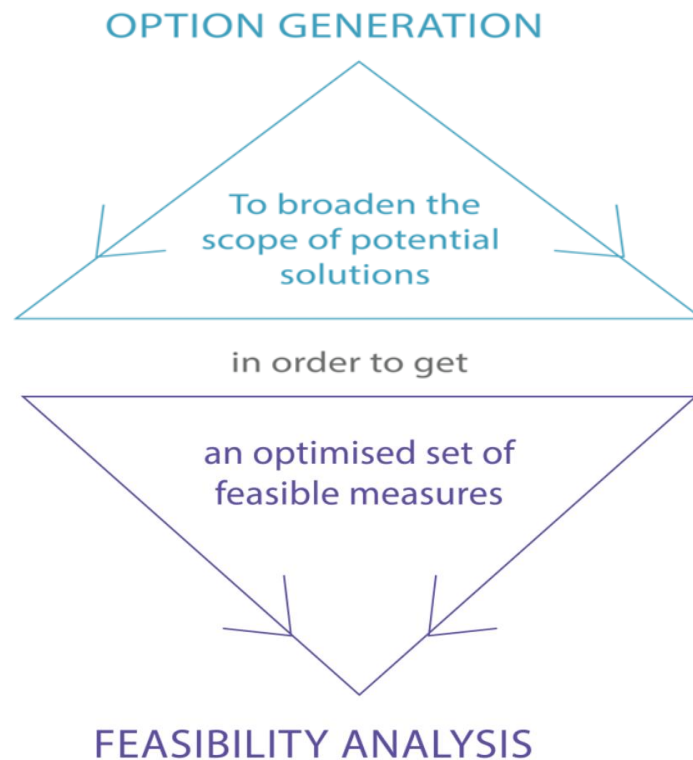 OPTION GENERATION
To broaden the
scope of potential
solutions
in order to get
an optimised set of
feasible measures
FEASIBILITY ANALYSIS